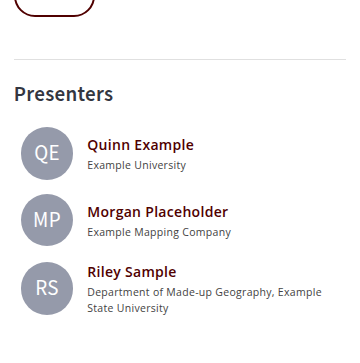 Presenters
QE
Quinn Example
Example University
MP
Morgan Placeholder
Example Mapping Company
RS
Riley Sample
Department of Made-up Geography, Example
State University